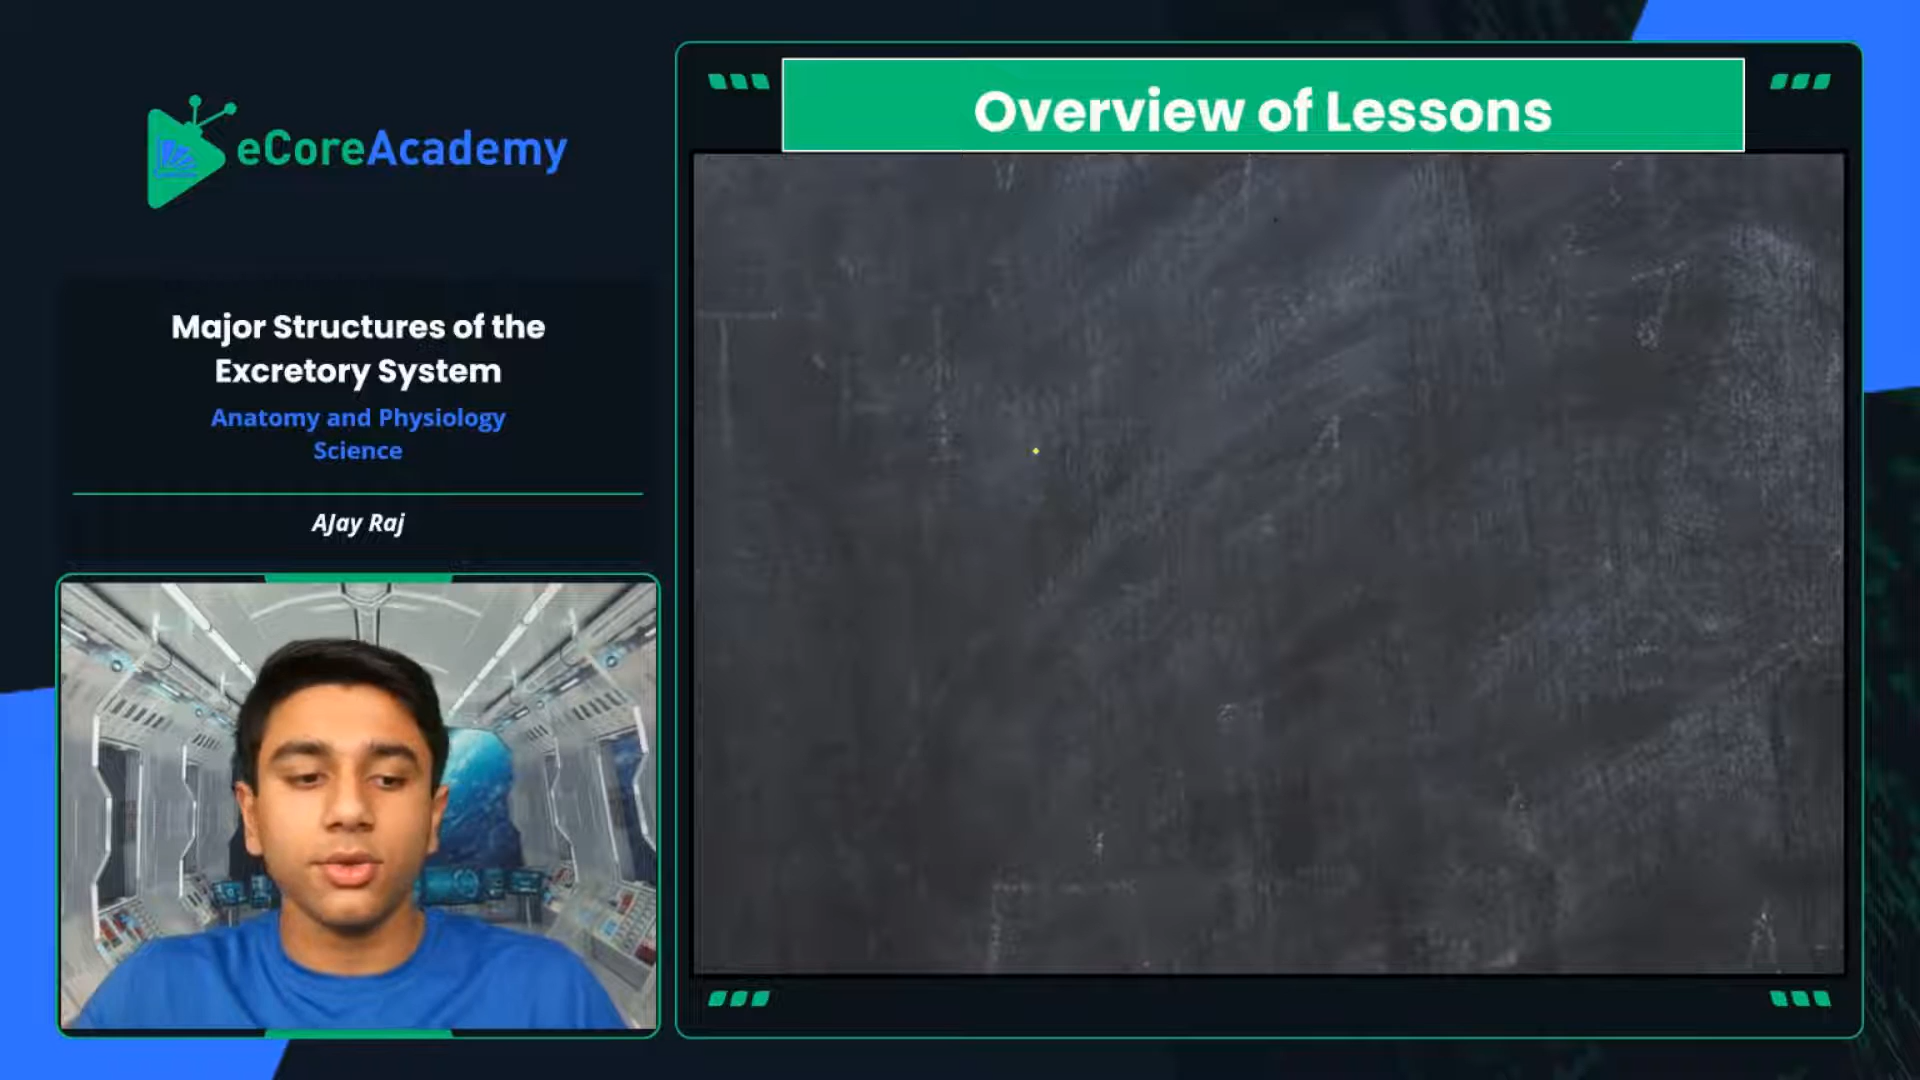 eCoreAcademy
Major Structures of the
Excretory System
Anatomy and Physiology
Science
AJay Raj
Overview of Lessons